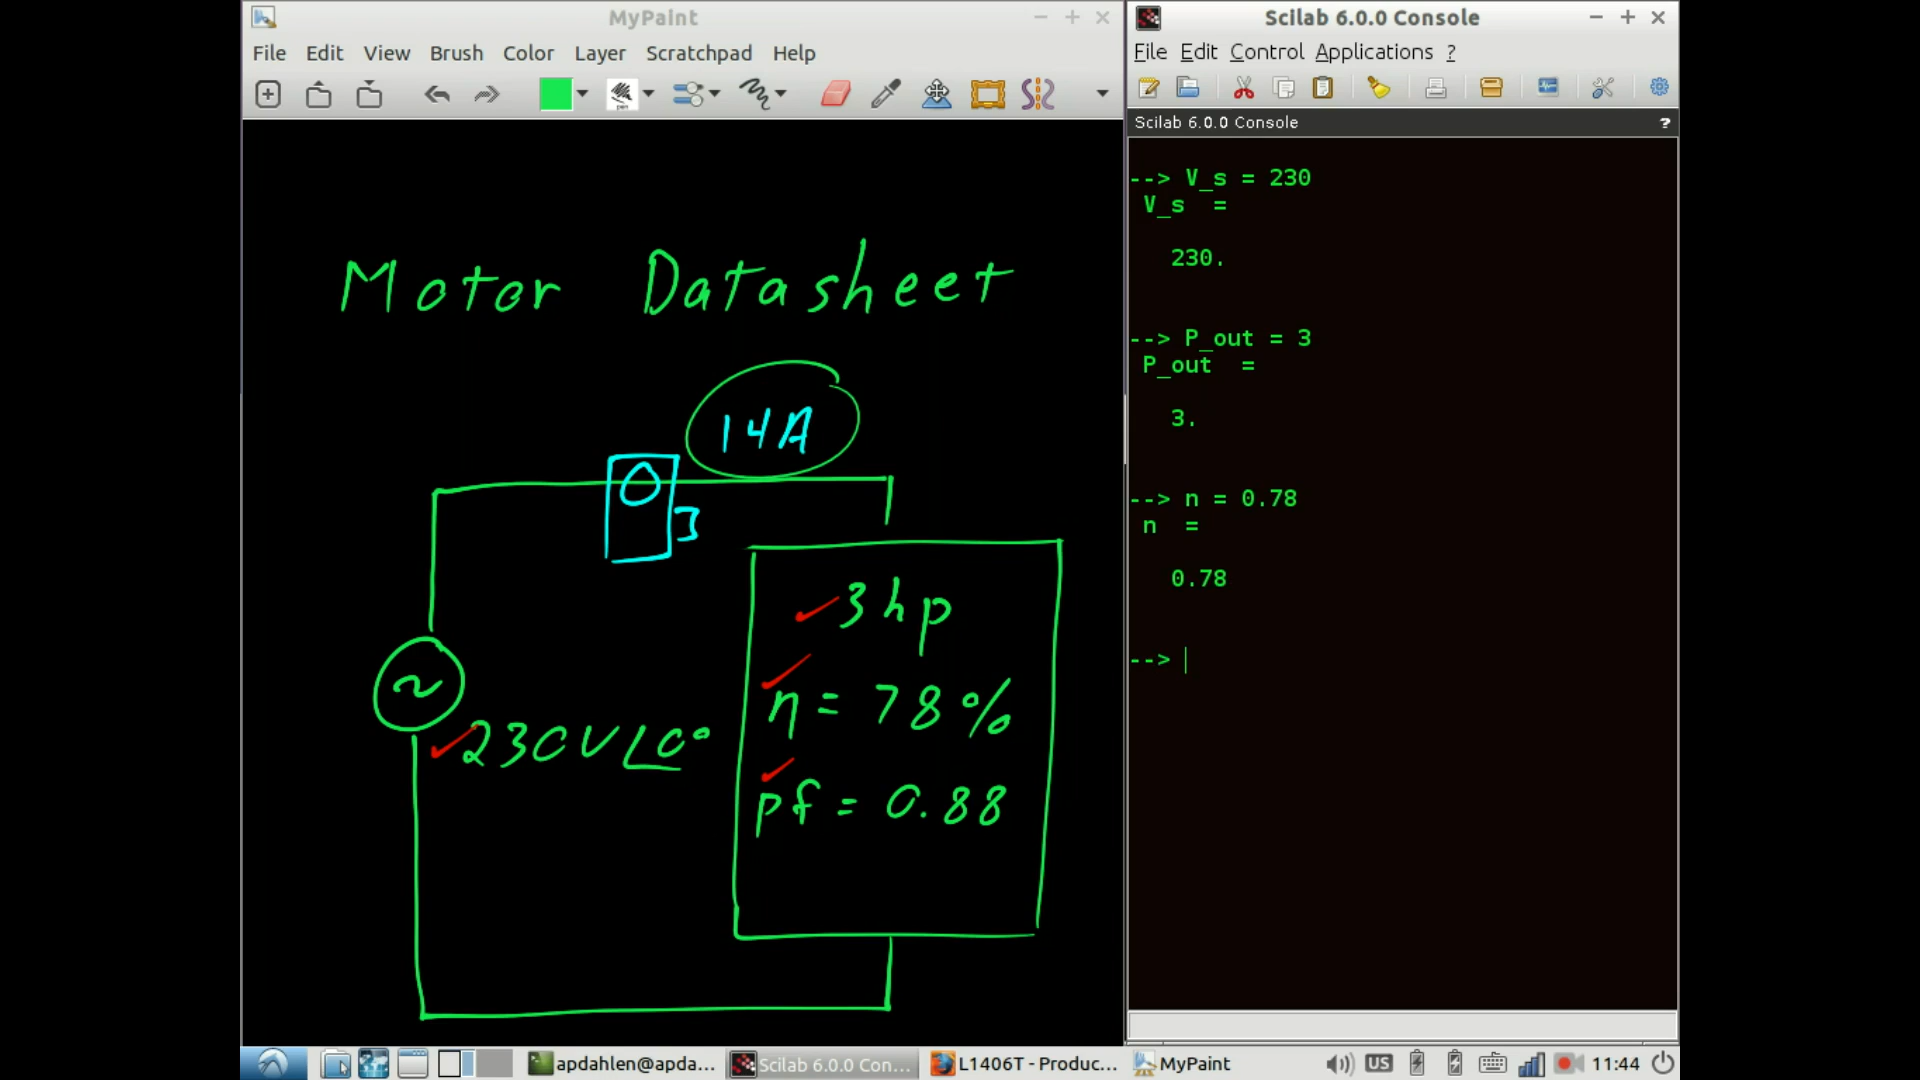 MyPaint
File Edit View Brush Color Layer Scratchpad Help
Motor Datasheet
14A
3hp
η = 78%
230V∠0°
pf = 0.88
Scilab 6.0.0 Console
File Edit Control Applications ?
Scilab 6.0.0 Console ?
--> V_s = 230
V_s =
230.
--> P_out = 3
P_out =
3.
--> n = 0.78
n =
0.78
-->
apdahlen@apda... Scilab 6.0.0 Con... L1406T - Produc... MyPaint US 11:44